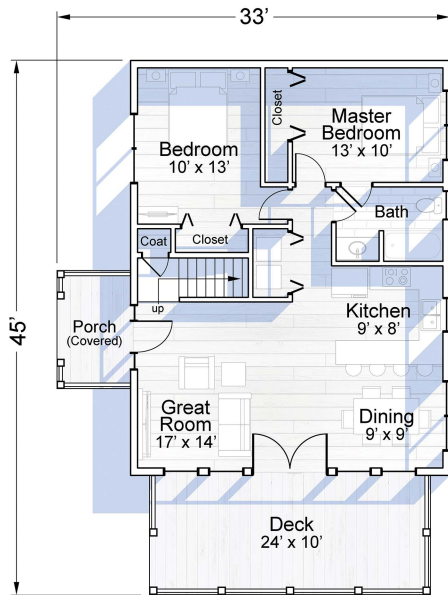 33’
45’
Bedroom
10’ x 13’
Closet
Master
Bedroom
13’ x 10’
Bath
Coat
Closet
up
Porch
(Covered)
Kitchen
9’ x 8’
Great
Room
17’ x 14’
Dining
9’ x 9’
Deck
24’ x 10’